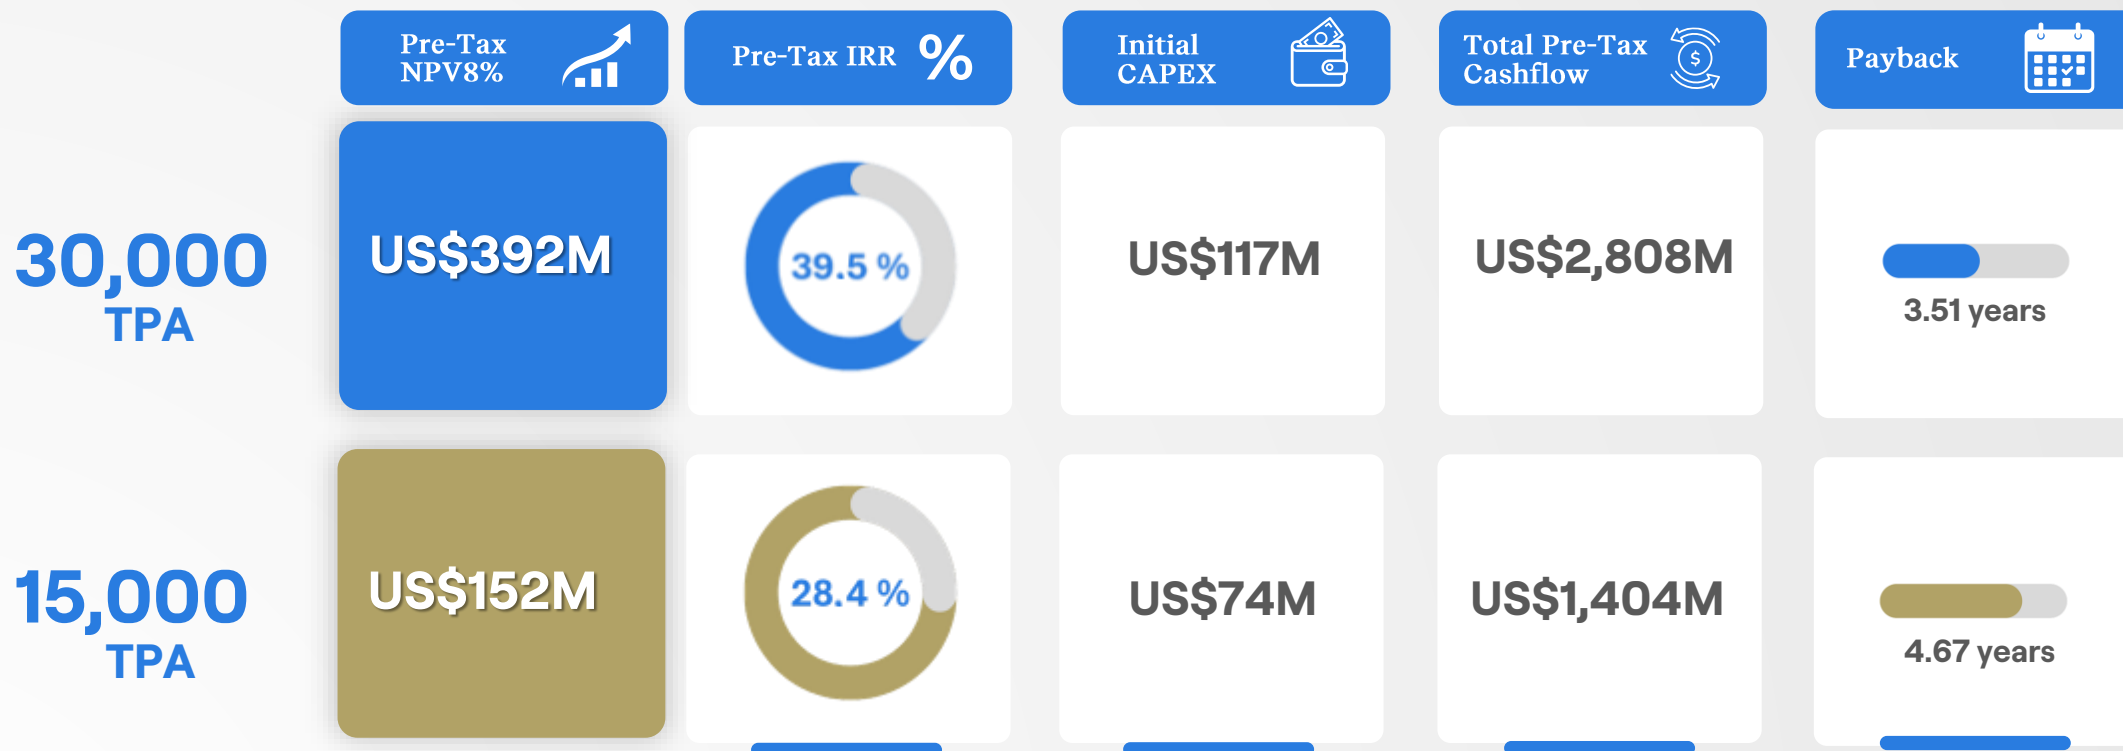 Pre-Tax
NPV8%
Pre-Tax IRR %
Initial
CAPEX
Total Pre-Tax
Cashflow
$
Payback
30,000
TPA
US$392M
39.5 %
US$117M
US$2,808M
3.51 years
15,000
TPA
US$152M
28.4 %
US$74M
US$1,404M
4.67 years